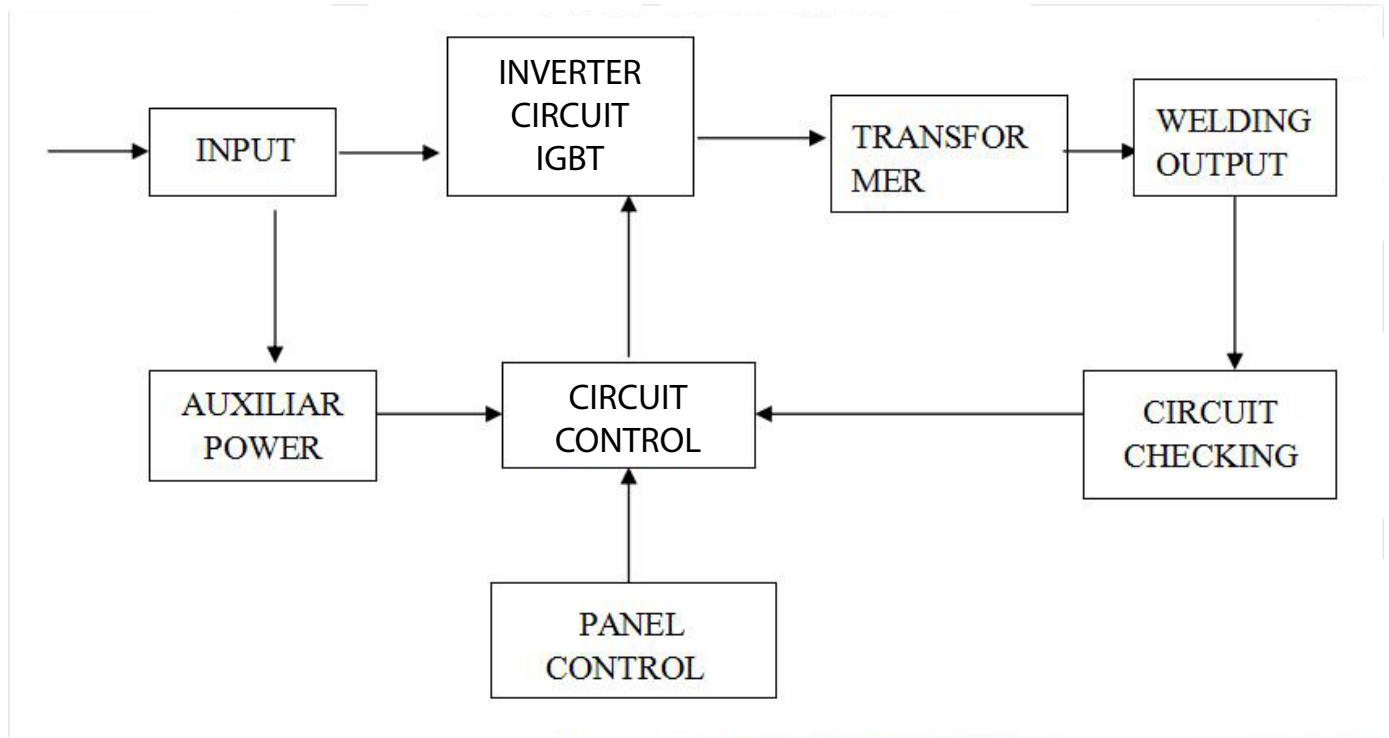 INPUT
INVERTER
CIRCUIT
IGBT
TRANSFOR
MER
WELDING
OUTPUT
AUXILIAR
POWER
CIRCUIT
CONTROL
CIRCUIT
CHECKING
PANEL
CONTROL